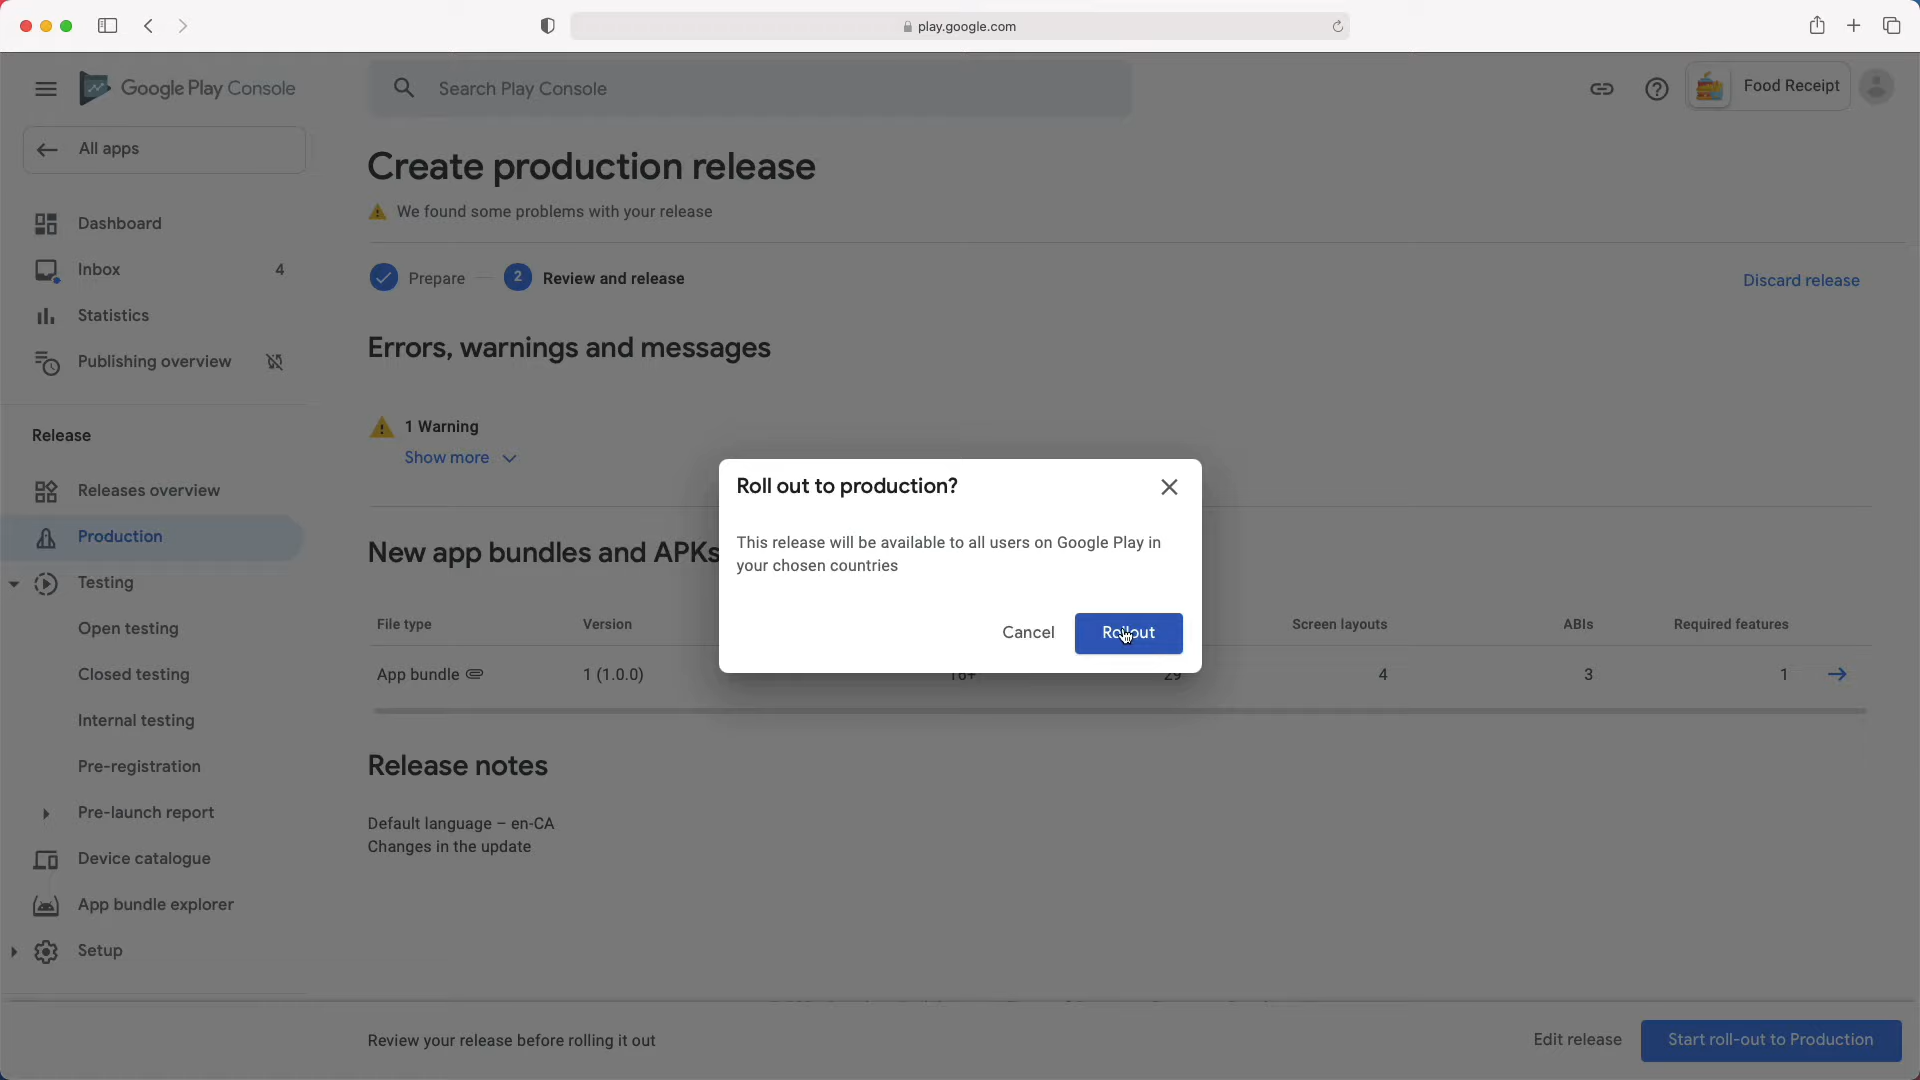 play.google.com
Google Play Console
Search Play Console
Food Receipt
All apps
Dashboard
Inbox 4
Statistics
Publishing overview
Release
Releases overview
Production
Testing
Open testing
Closed testing
Internal testing
Pre-registration
Pre-launch report
Device catalogue
App bundle explorer
Setup
Create production release
We found some problems with your release
Prepare 2 Review and release
Discard release
Errors, warnings and messages
1 Warning
Show more
New app bundles and APKs
File type Version Screen layouts ABIs Required features
App bundle 1 (1.0.0) 16+ 29 4 3 1
Release notes
Default language – en-CA
Changes in the update
Roll out to production?
This release will be available to all users on Google Play in
your chosen countries
Cancel Rollout
Review your release before rolling it out
Edit release Start roll-out to Production